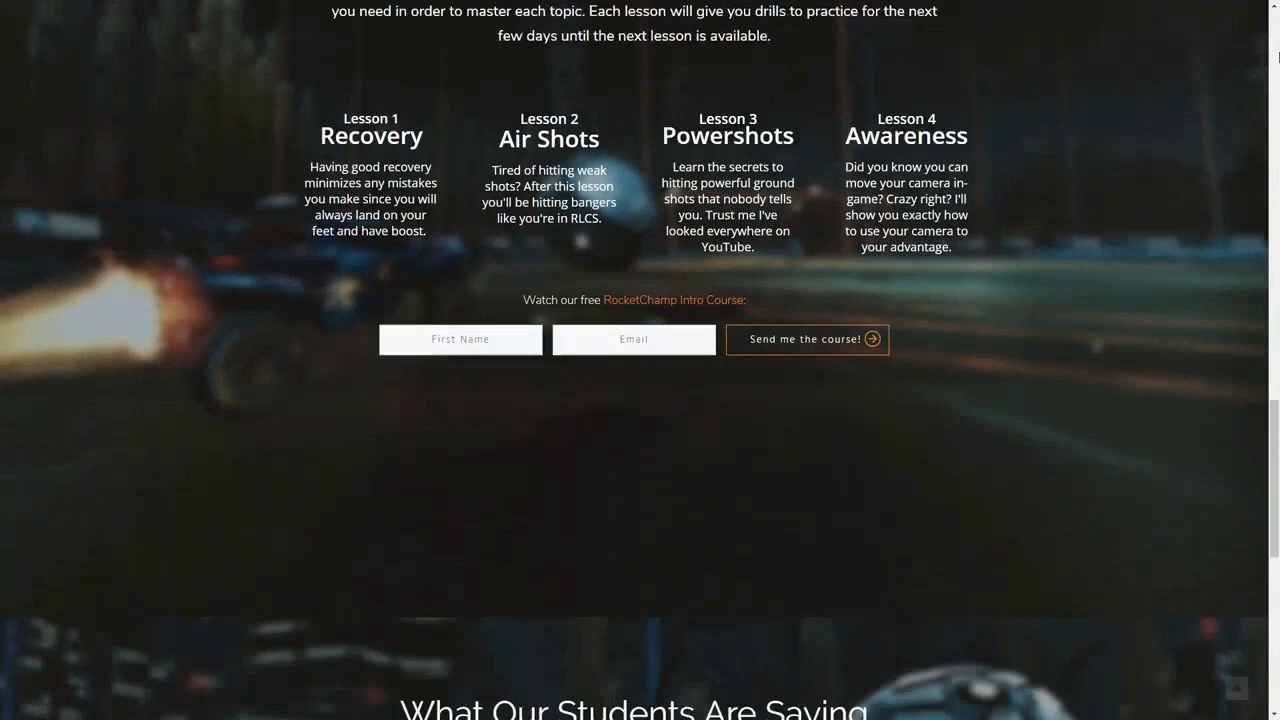 you need in order to master each topic. Each lesson will give you drills to practice for the next
few days until the next lesson is available.
Lesson 1
Recovery
Having good recovery
minimizes any mistakes
you make since you will
always land on your
feet and have boost.
Lesson 2
Air Shots
Tired of hitting weak
shots? After this lesson
you'll be hitting bangers
like you're in RLCS.
Lesson 3
Powershots
Learn the secrets to
hitting powerful ground
shots that nobody tells
you. Trust me I've
looked everywhere on
YouTube.
Lesson 4
Awareness
Did you know you can
move your camera in-
game? Crazy right? I'll
show you exactly how
to use your camera to
your advantage.
Watch our free RocketChamp Intro Course:
First Name
Email
Send me the course!
What Our Students Are Saying